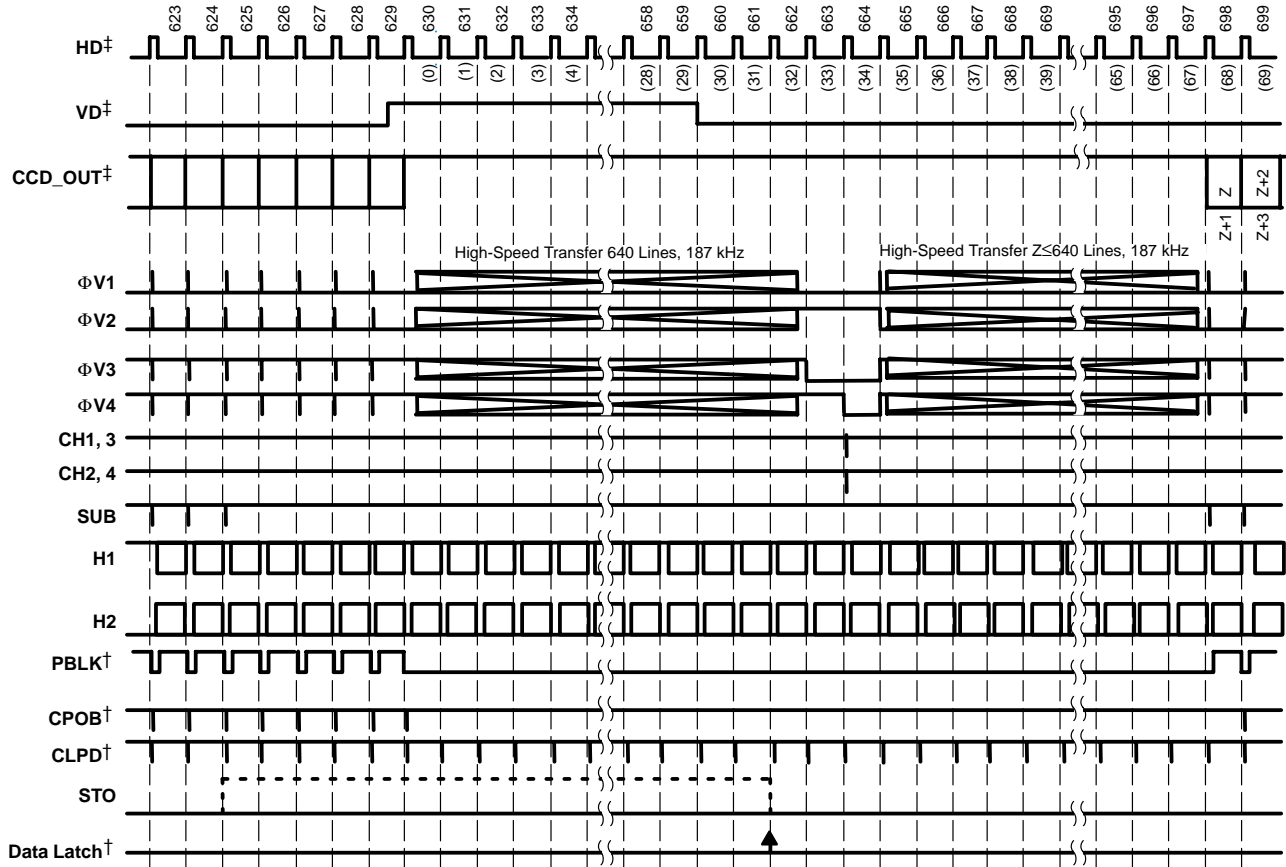 623 624 625 626 627 628 629 630 631 632 633 634 658 659 660 661 662 663 664 665 666 667 668 669 695 696 697 698 699
HD‡
(0) (1) (2) (3) (4) (28) (29) (30) (31) (32) (33) (34) (35) (36) (37) (38) (39) (65) (66) (67) (68) (69)
VD‡
CCD_OUT‡
Z Z+2
Z+1 Z+3
High-Speed Transfer 640 Lines, 187 kHz
High-Speed Transfer Z≤640 Lines, 187 kHz
ΦV1
ΦV2
ΦV3
ΦV4
CH1, 3
CH2, 4
SUB
H1
H2
PBLK†
CPOB†
CLPD†
STO
Data Latch†